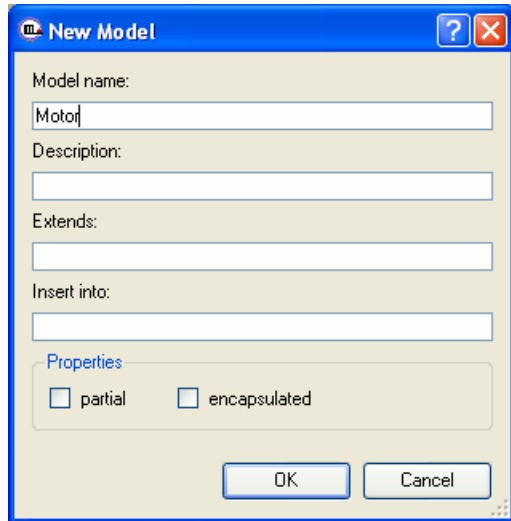 New Model
Model name:
Motor
Description:
Extends:
Insert into:
Properties
partial encapsulated
OK Cancel